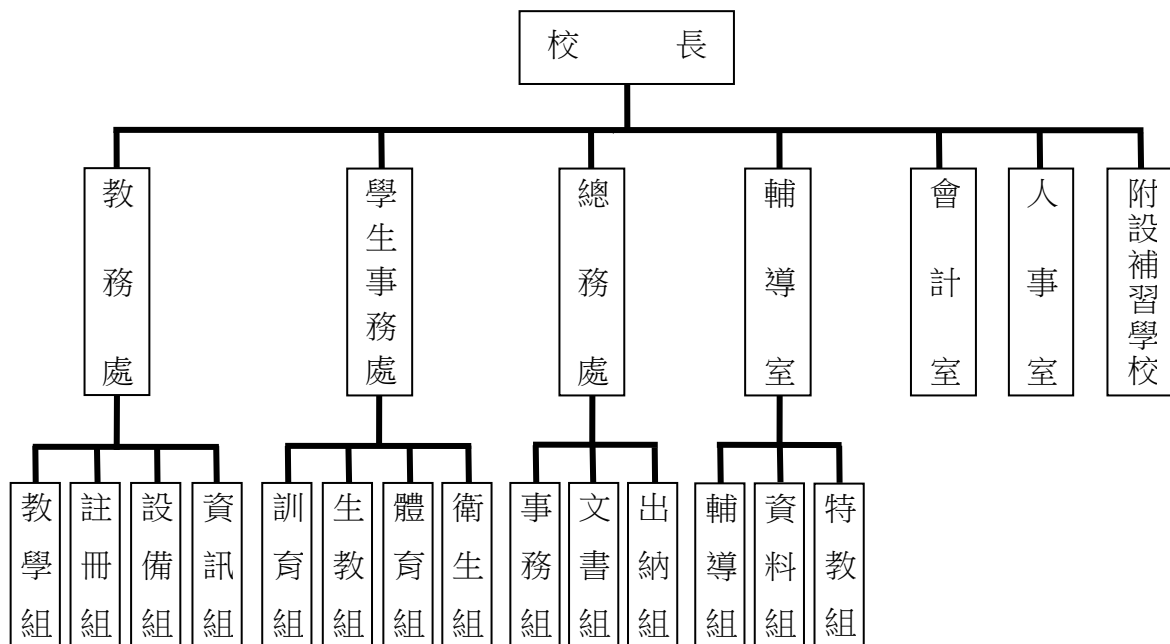 校長
教務處
學生事務處
總務處
輔導室
會計室
人事室
附設補習學校
教學組
註冊組
設備組
資訊組
訓育組
生教組
體育組
衛生組
事務組
文書組
出納組
輔導組
資料組
特教組